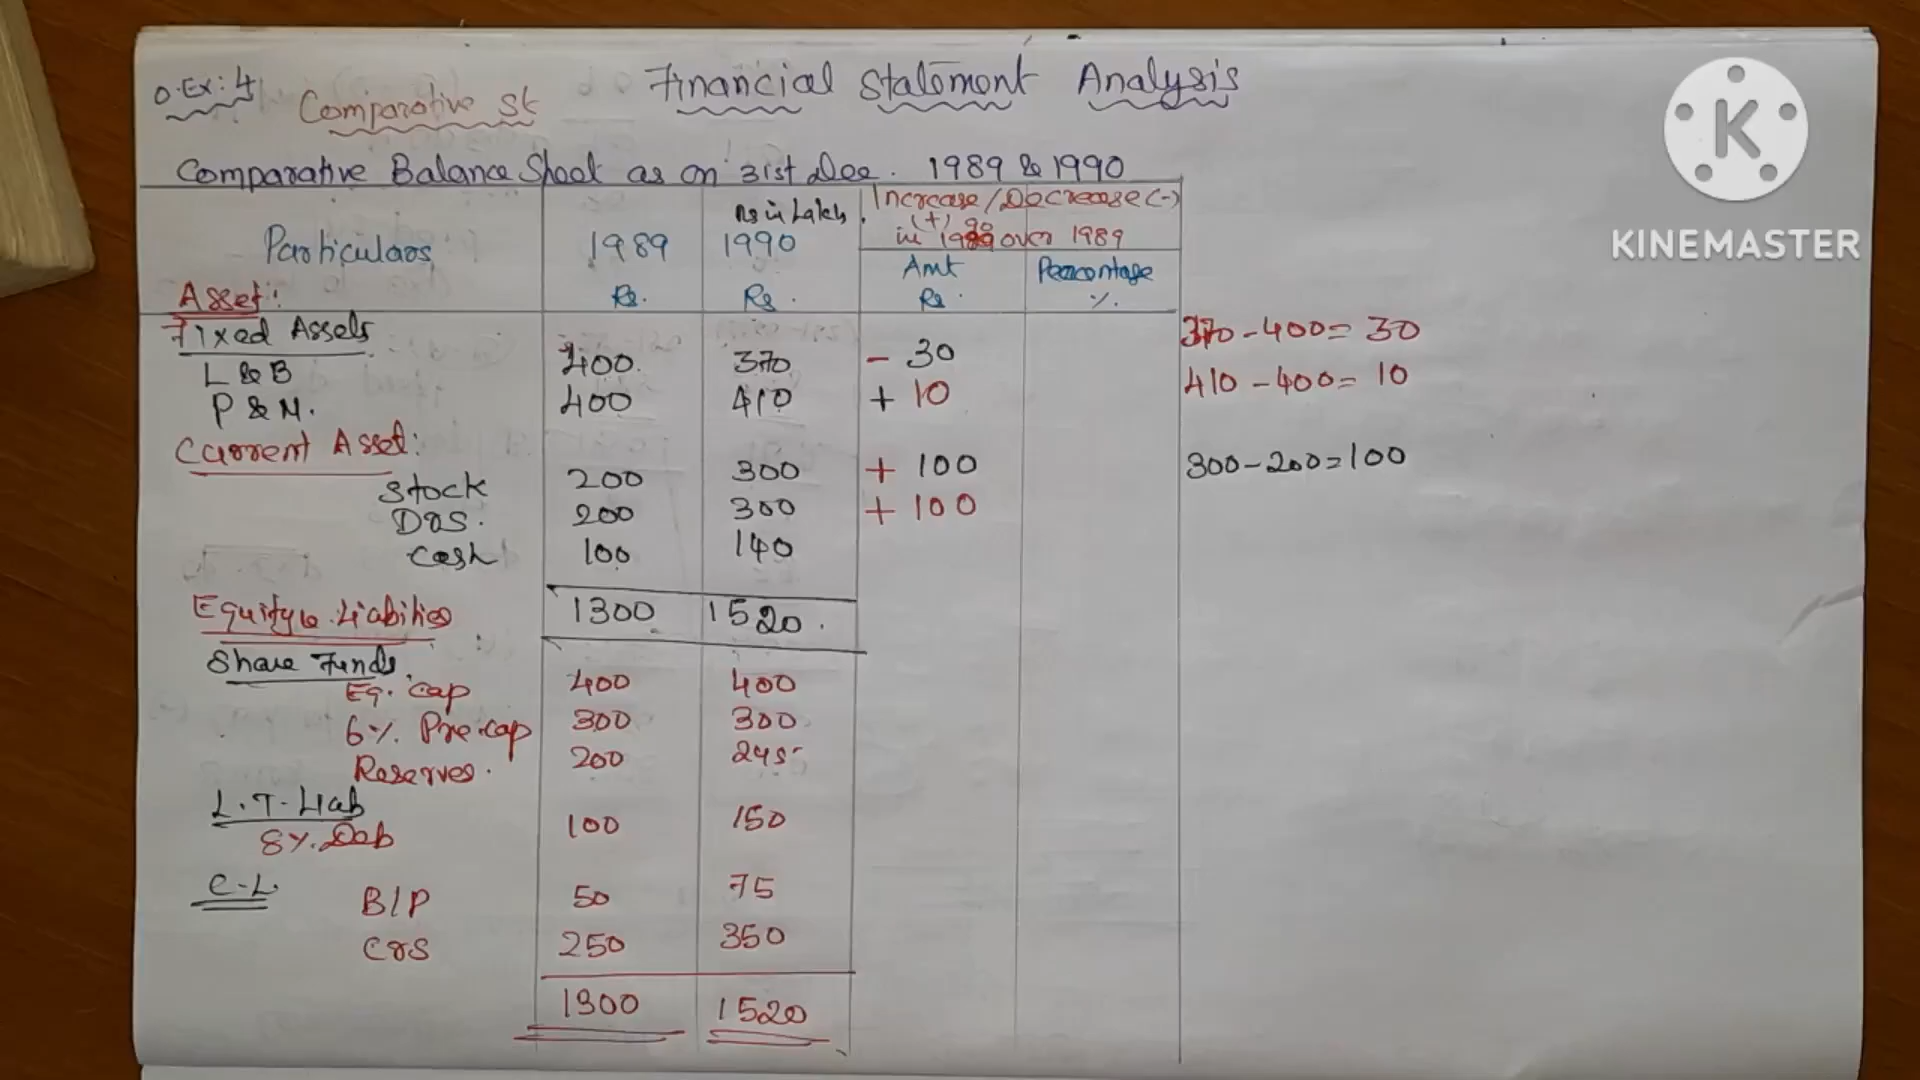 O.Ex:4
Financial Statement Analysis
Comparative St
Comparative Balance Sheet as on 31st Dec. 1989 & 1990
Particulars 1989 Rs in Lakhs. 1990 Increase/Decrease(-)
(+) 90
in 19 over 1989
Rs. Rs. Amt Rs. Percentage %.
Asset:
Fixed Assets
L & B 400. 370 - 30 370-400= 30
P & M. 400 410 + 10 410-400= 10
Current Asset:
Stock 200 300 + 100 300-200=100
Drs. 200 300 + 100
Cash 100 140
1300 1520.
Equity & Liabilities
Share Funds
Eq. Cap 400 400
6% Pre.cap 300 300
Reserves. 200 245
L.T. Liab
8%.Deb 100 150
C.L.
B/P 50 75
Crs 250 350
1300 1520
K
KINEMASTER